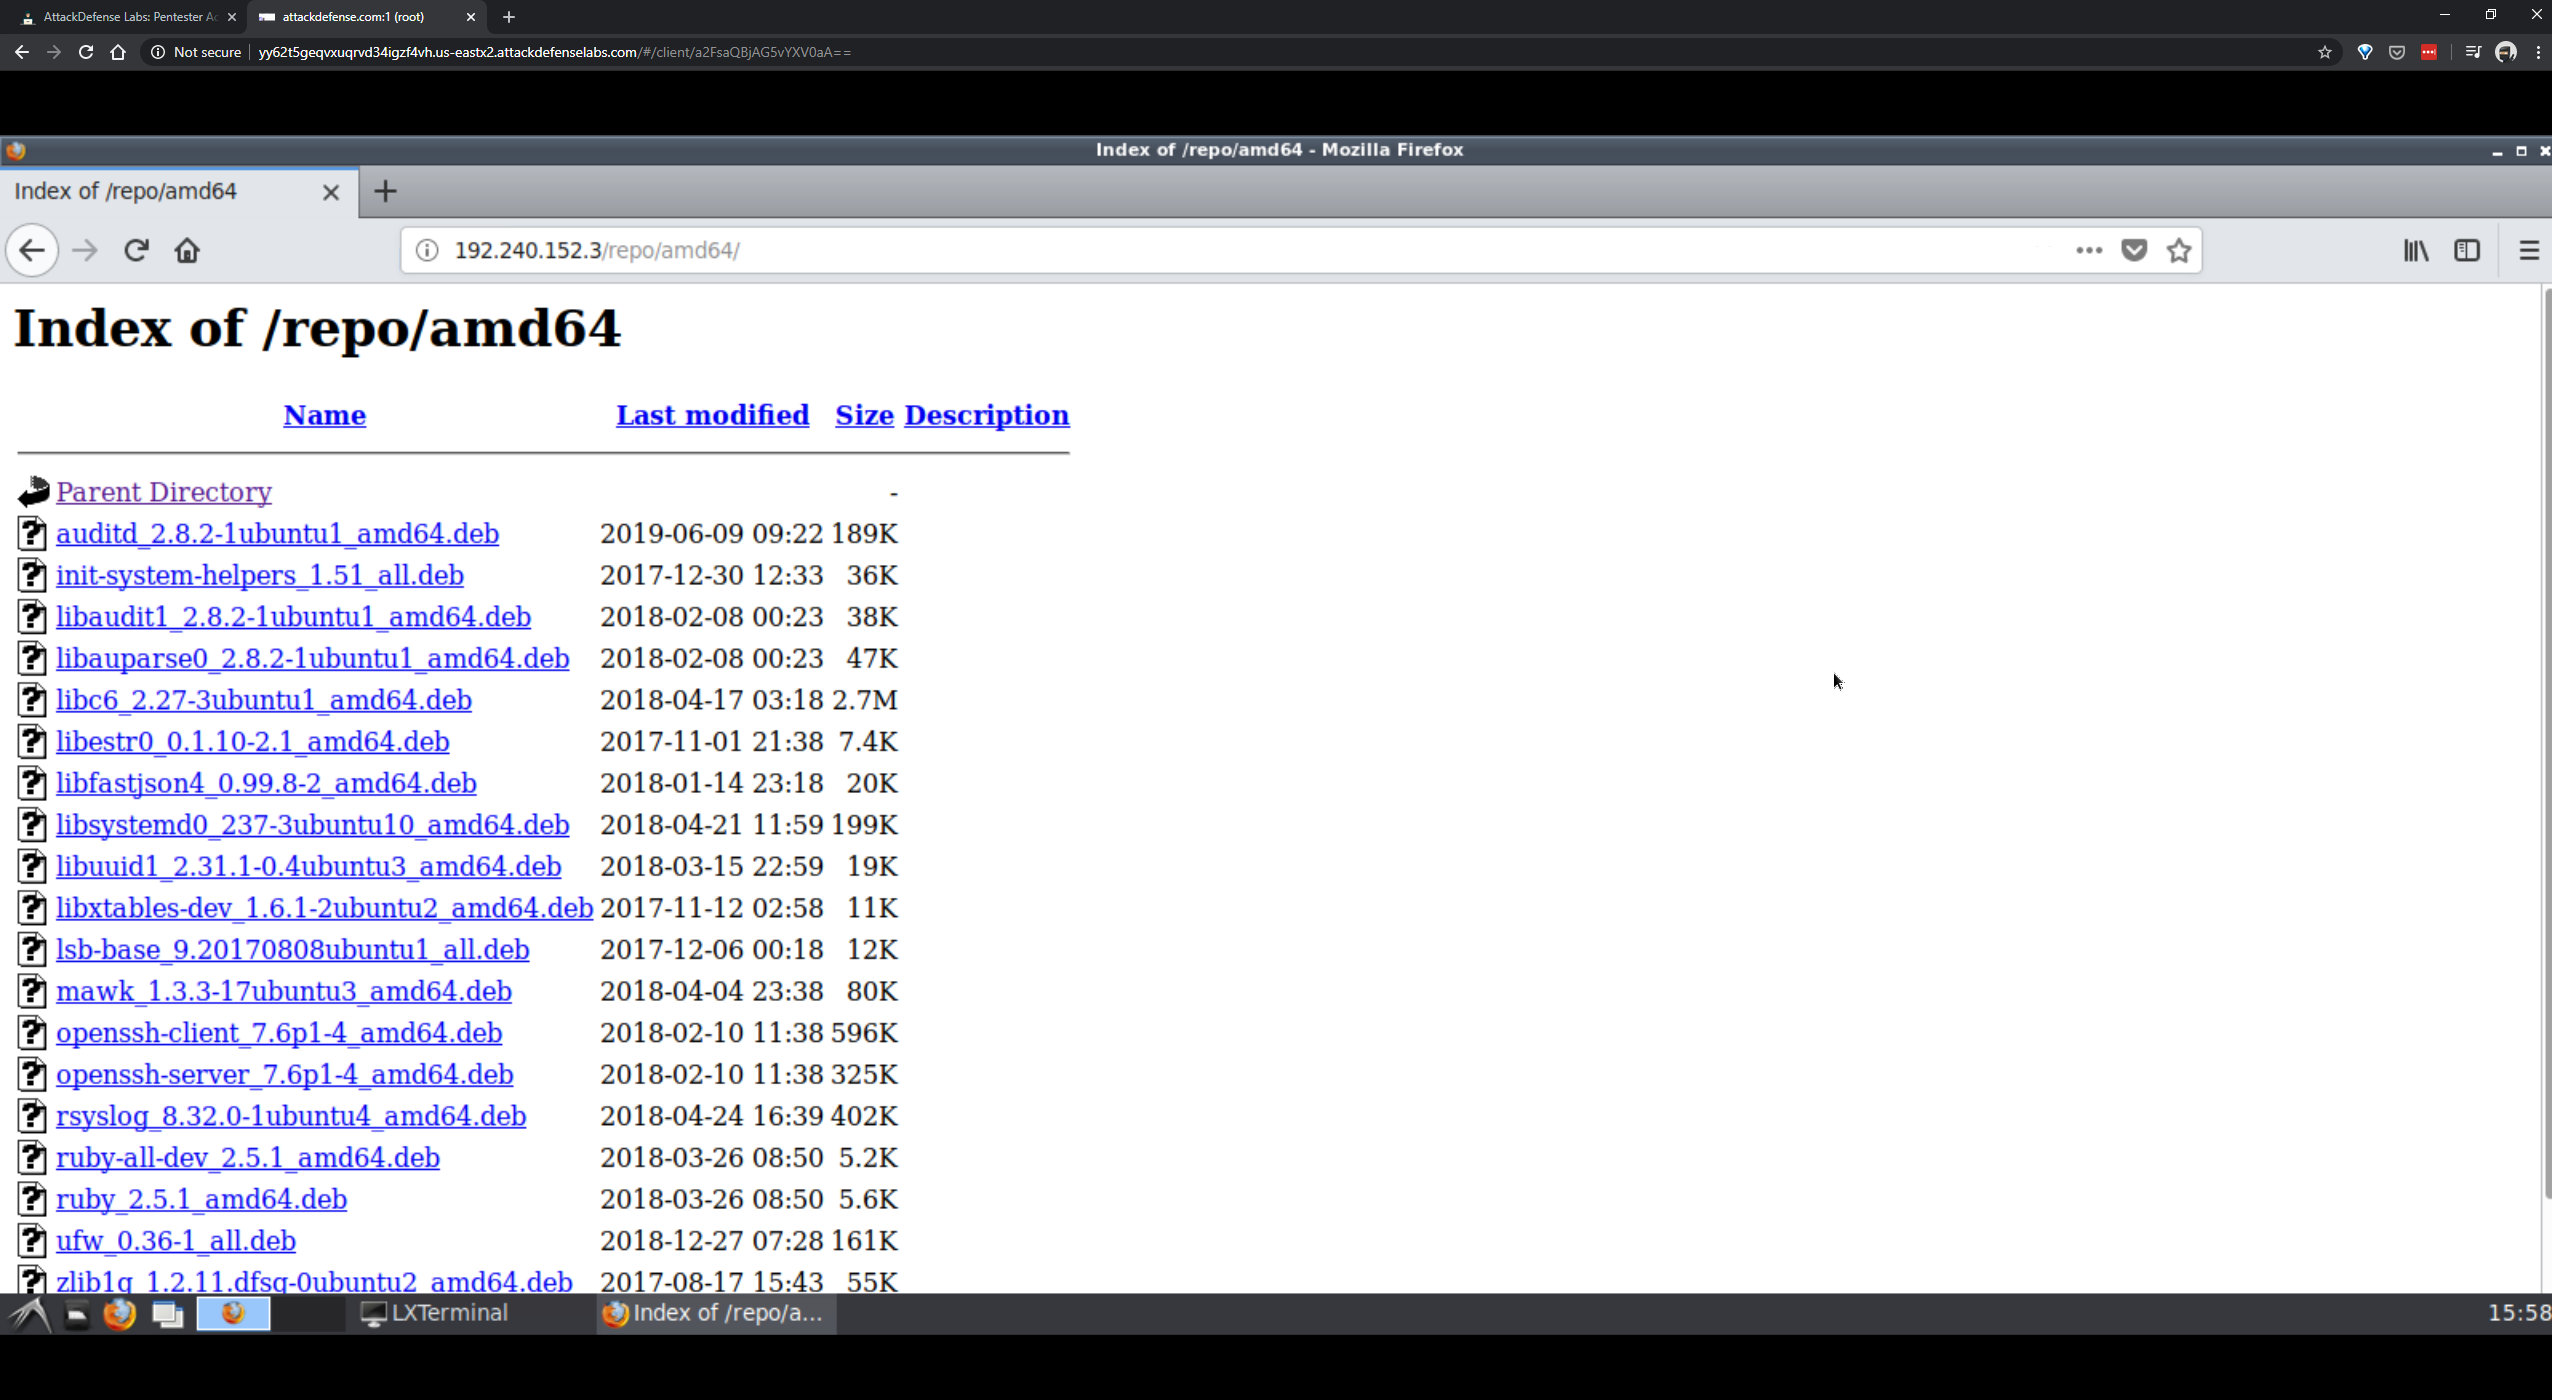 AttackDefense Labs: Pentester Ac
attackdefense.com:1 (root)
Not secure
yy62t5geqvxuqrvd34igzf4vh.us-eastx2.attackdefenselabs.com/#/client/a2FsaQBjAG5vYXV0aA==
Index of /repo/amd64 - Mozilla Firefox
Index of /repo/amd64
192.240.152.3/repo/amd64/
Index of /repo/amd64
Name Last modified Size Description
Parent Directory -
auditd_2.8.2-1ubuntu1_amd64.deb 2019-06-09 09:22 189K
init-system-helpers_1.51_all.deb 2017-12-30 12:33 36K
libaudit1_2.8.2-1ubuntu1_amd64.deb 2018-02-08 00:23 38K
libauparse0_2.8.2-1ubuntu1_amd64.deb 2018-02-08 00:23 47K
libc6_2.27-3ubuntu1_amd64.deb 2018-04-17 03:18 2.7M
libestr0_0.1.10-2.1_amd64.deb 2017-11-01 21:38 7.4K
libfastjson4_0.99.8-2_amd64.deb 2018-01-14 23:18 20K
libsystemd0_237-3ubuntu10_amd64.deb 2018-04-21 11:59 199K
libuuid1_2.31.1-0.4ubuntu3_amd64.deb 2018-03-15 22:59 19K
libxtables-dev_1.6.1-2ubuntu2_amd64.deb 2017-11-12 02:58 11K
lsb-base_9.20170808ubuntu1_all.deb 2017-12-06 00:18 12K
mawk_1.3.3-17ubuntu3_amd64.deb 2018-04-04 23:38 80K
openssh-client_7.6p1-4_amd64.deb 2018-02-10 11:38 596K
openssh-server_7.6p1-4_amd64.deb 2018-02-10 11:38 325K
rsyslog_8.32.0-1ubuntu4_amd64.deb 2018-04-24 16:39 402K
ruby-all-dev_2.5.1_amd64.deb 2018-03-26 08:50 5.2K
ruby_2.5.1_amd64.deb 2018-03-26 08:50 5.6K
ufw_0.36-1_all.deb 2018-12-27 07:28 161K
zlib1g_1.2.11.dfsg-0ubuntu2_amd64.deb 2017-08-17 15:43 55K
LXTerminal
Index of /repo/a...
15:58